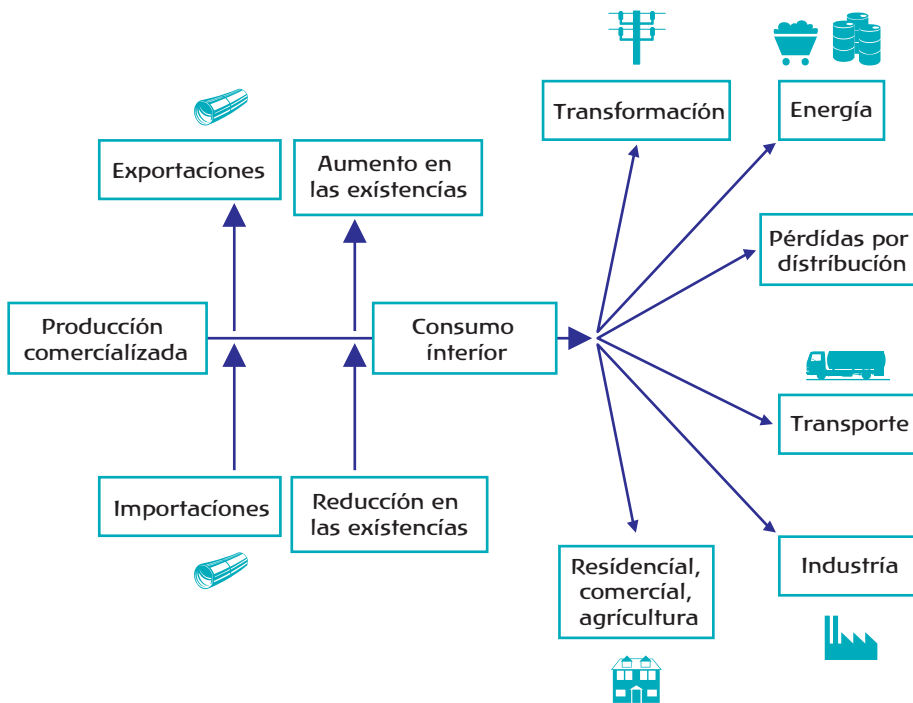 Transformación
Energía
Exportaciones
Aumento en
las existencias
Pérdidas por
distribución
Producción
comercializada
Consumo
interior
Transporte
Importaciones
Reducción en
las existencias
Residencial,
comercial,
agricultura
Industria